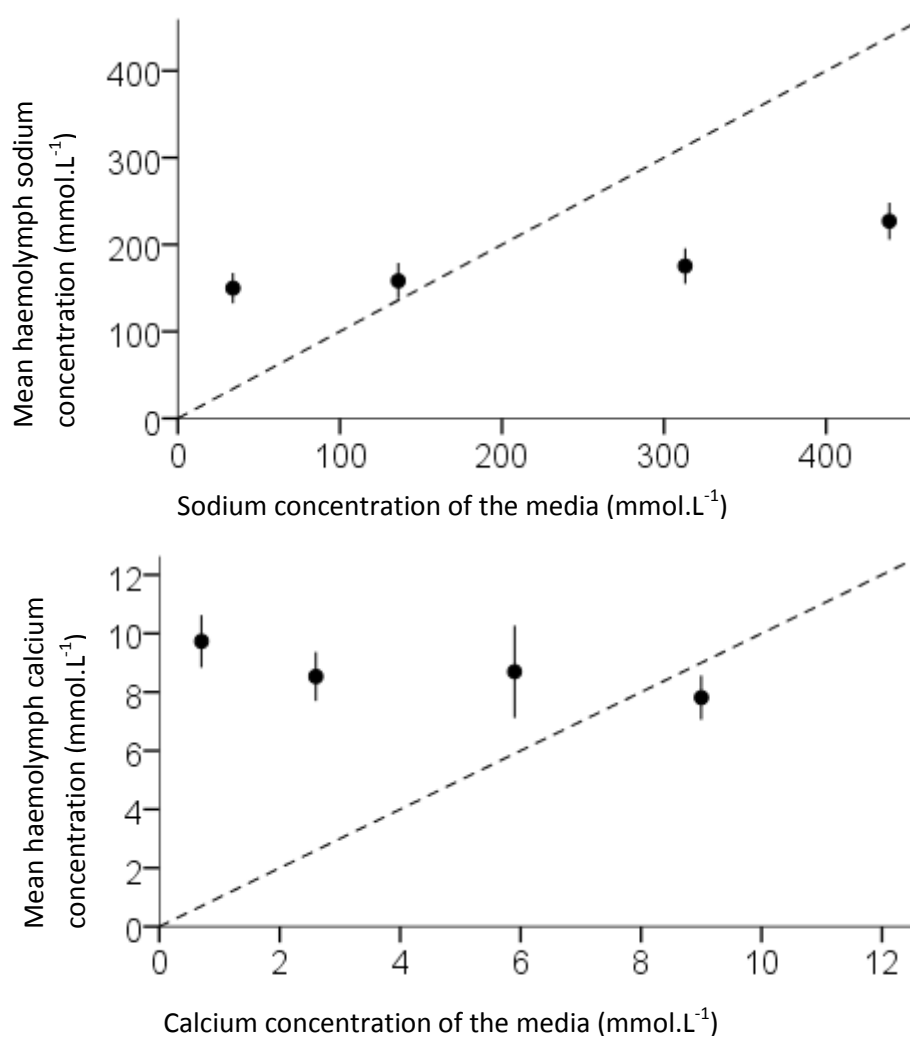 Mean haemolymph sodium
concentration (mmol.L⁻¹)
400
300
200
100
0
0 100 200 300 400
Sodium concentration of the media (mmol.L⁻¹)
Mean haemolymph calcium
concentration (mmol.L⁻¹)
12
10
8
6
4
2
0
0 2 4 6 8 10 12
Calcium concentration of the media (mmol.L⁻¹)